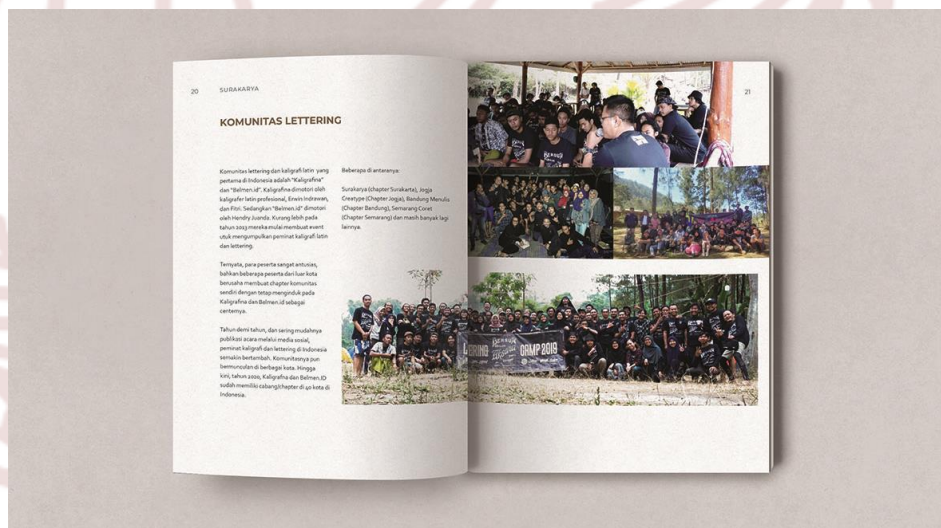 20
SURAKARYA
KOMUNITAS LETTERING
Komunitas lettering dan kaligrafi latin yang
pertama di Indonesia adalah "Kaligrafina"
dan "Belmen.id". Kaligrafina dimotori oleh
kaligrafer latin profesional, Erwin Indrawan,
dan Fitri. Sedangkan "Belmen.id" dimotori
oleh Hendry Juanda. Kurang lebih pada
tahun 2013 mereka mulai membuat event
utuk mengumpulkan peminat kaligrafi latin
dan lettering.
Ternyata, para peserta sangat antusias,
bahkan beberapa peserta dari luar kota
berusaha membuat chapter komunitas
sendiri dengan tetap menginduk pada
Kaligrafina dan Belmen.id sebagai
centernya.
Tahun demi tahun, dan sering mudahnya
publikasi acara melalui media sosial,
peminat kaligrafi dan lettering di Indonesia
semakin bertambah. Komunitasnya pun
bermunculan di berbagai kota. Hingga
kini, tahun 2020, Kaligrafina dan Belmen.ID
sudah memiliki cabang/chapter di 40 kota di
Indonesia.
Beberapa di antaranya:
Surakarya (chapter Surakarta), Jogja
Creatype (Chapter Jogja), Bandung Menulis
(Chapter Bandung), Semarang Coret
(Chapter Semarang) dan masih banyak lagi
lainnya.
21
CAMP 2019